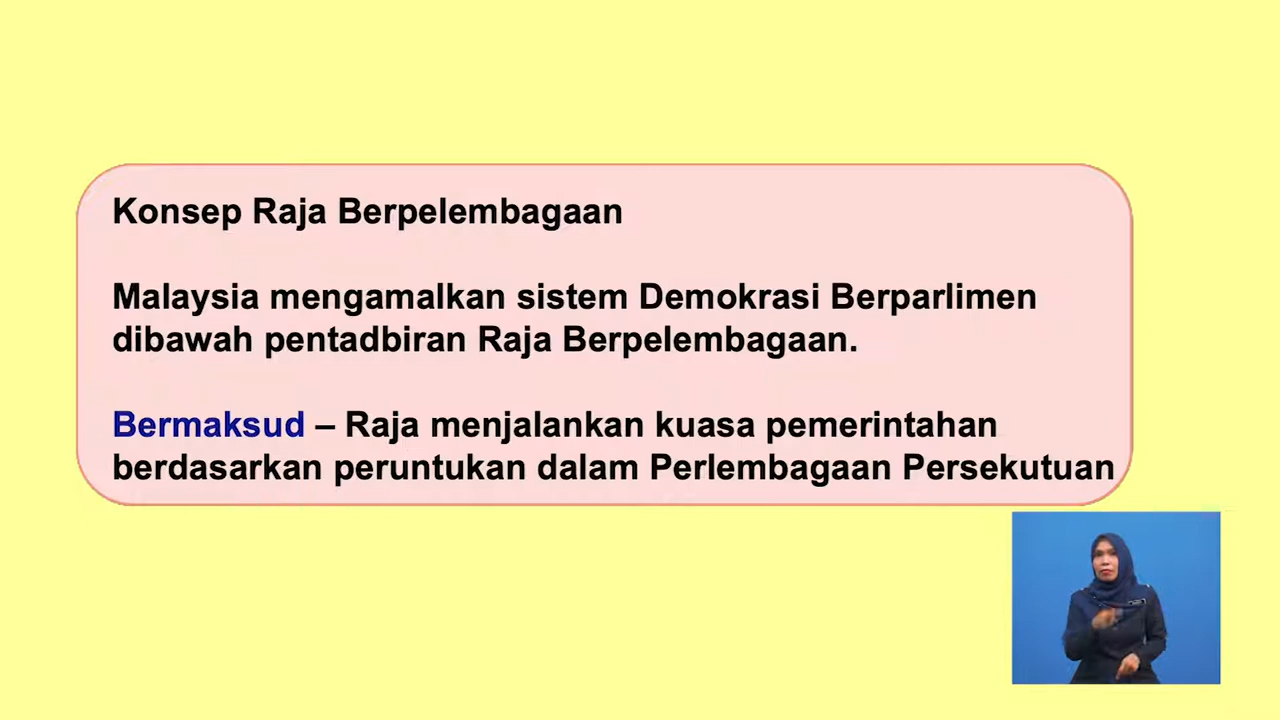 Konsep Raja Berpelembagaan
Malaysia mengamalkan sistem Demokrasi Berparlimen
dibawah pentadbiran Raja Berpelembagaan.
Bermaksud – Raja menjalankan kuasa pemerintahan
berdasarkan peruntukan dalam Perlembagaan Persekutuan